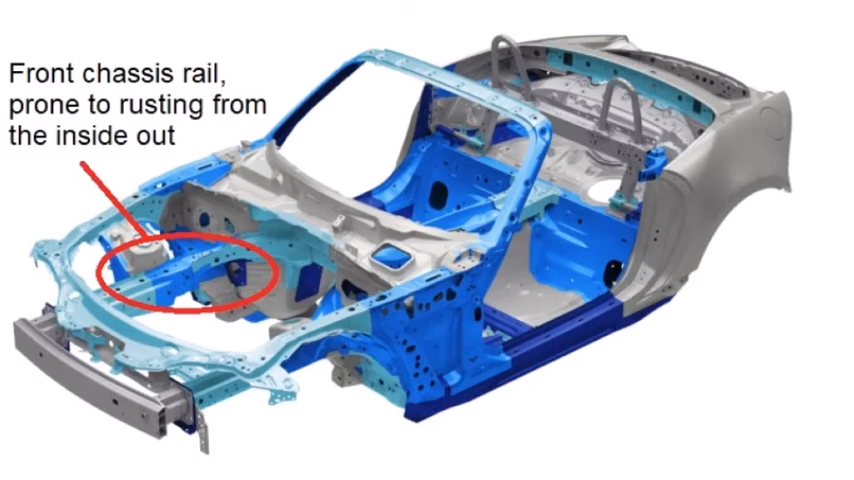 Front chassis rail,
prone to rusting from
the inside out